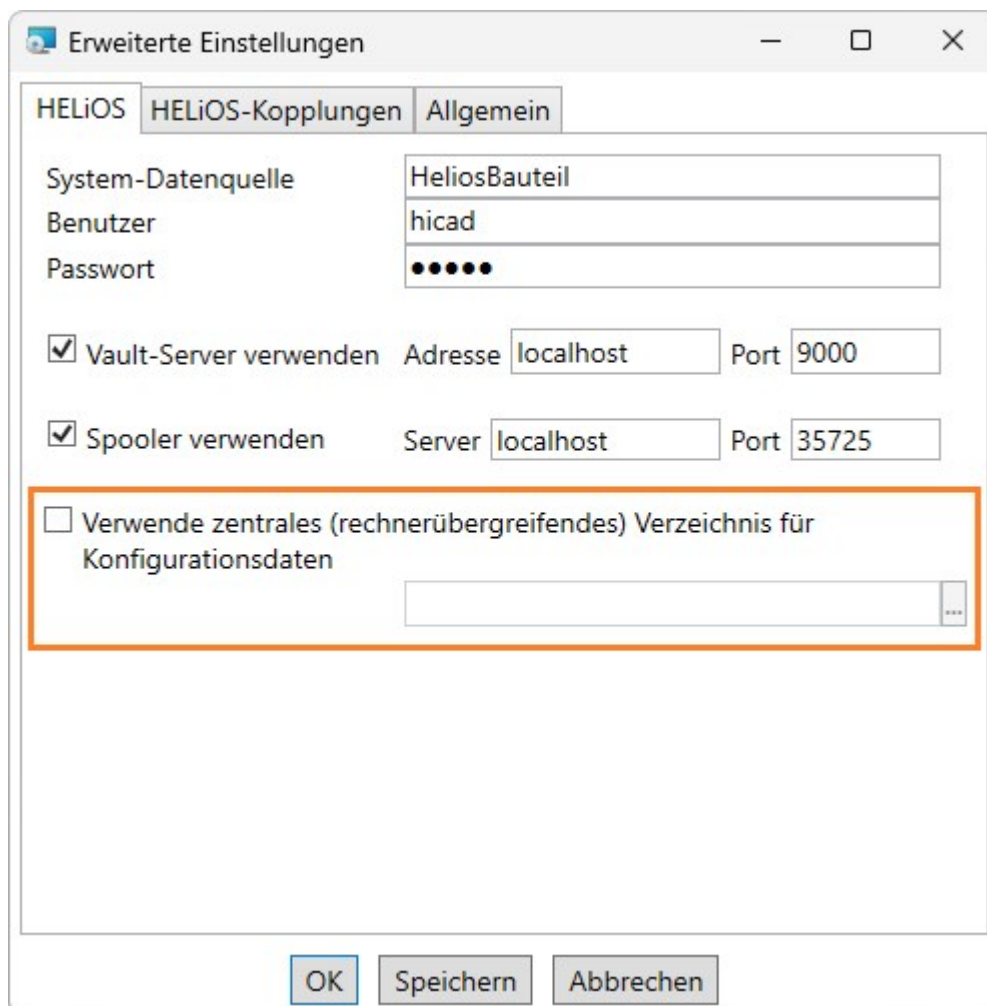 Erweiterte Einstellungen
HELiOS HELiOS-Kopplungen Allgemein
System-Datenquelle HeliosBauteil
Benutzer hicad
Passwort ●●●●●
Vault-Server verwenden Adresse localhost Port 9000
Spooler verwenden Server localhost Port 35725
Verwende zentrales (rechnerübergreifendes) Verzeichnis für
Konfigurationsdaten
...
OK Speichern Abbrechen